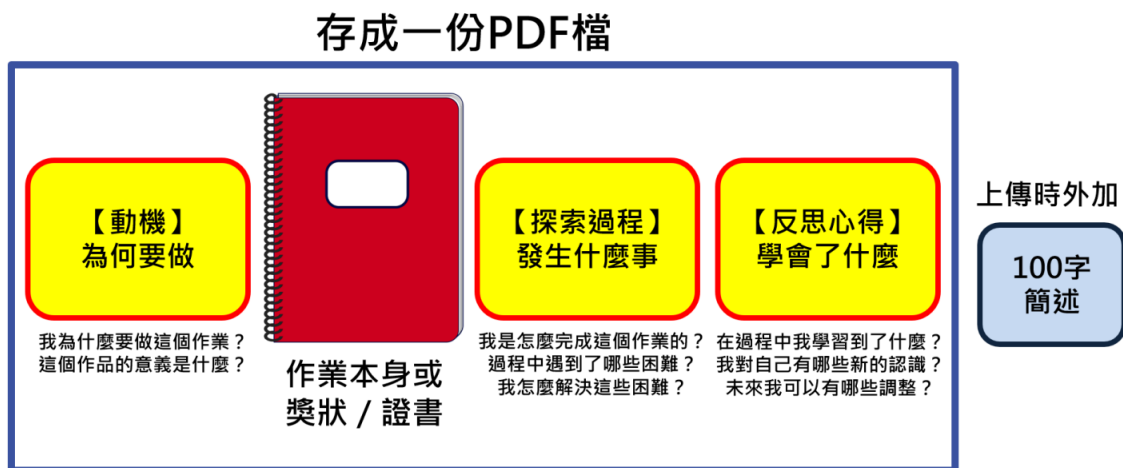 存成一份PDF檔
【動機】
為何要做
我為什麼要做這個作業？
這個作品的意義是什麼？
作業本身或
獎狀 / 證書
【探索過程】
發生什麼事
我是怎麼完成這個作業的？
過程中遇到了哪些困難？
我怎麼解決這些困難？
【反思心得】
學會了什麼
在過程中我學習到了什麼？
我對自己有哪些新的認識？
未來我可以有哪些調整？
上傳時外加
100字
簡述